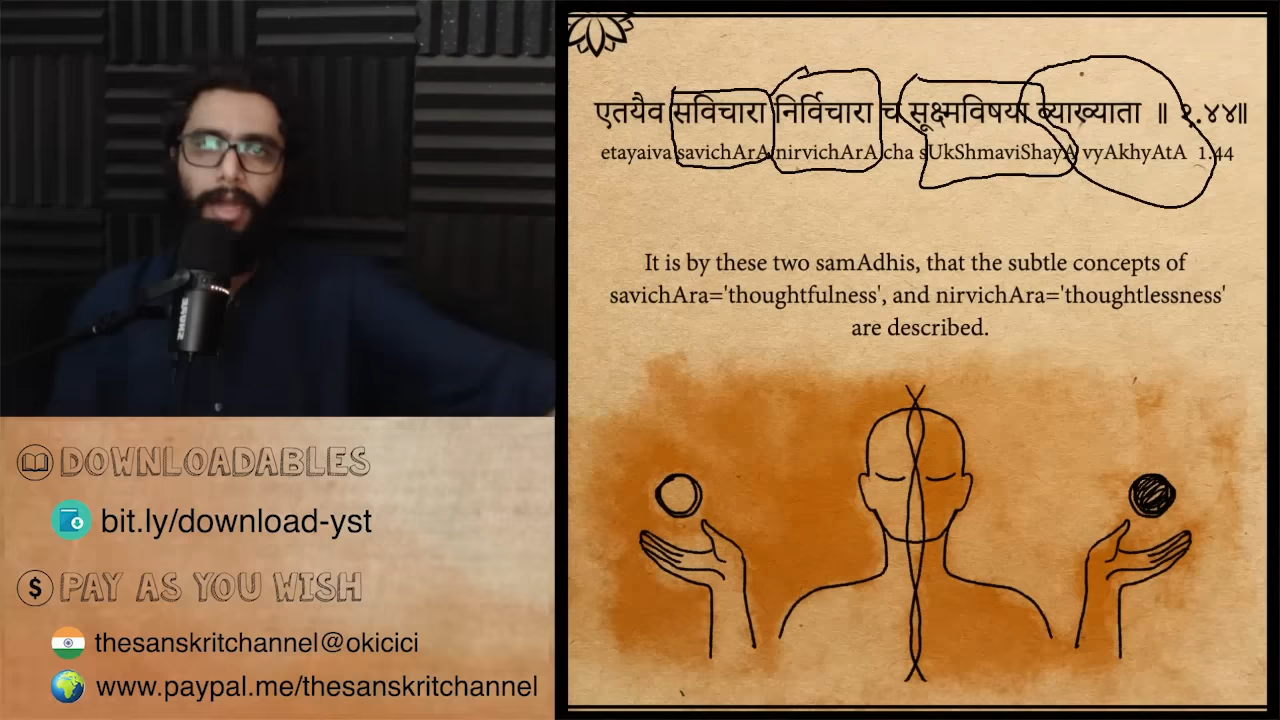 एतयैव सविचारा निर्विचारा च सूक्ष्मविषया व्याख्याता ॥ १.४४॥
etayaiva savichArA nirvichArA cha sUkShmaviShayA vyAkhyAtA 1.44
It is by these two samAdhis, that the subtle concepts of
savichAra='thoughtfulness', and nirvichAra='thoughtlessness'
are described.
DOWNLOADABLES
bit.ly/download-yst
$ PAY AS YOU WISH
thesanskritchannel@okicici
www.paypal.me/thesanskritchannel